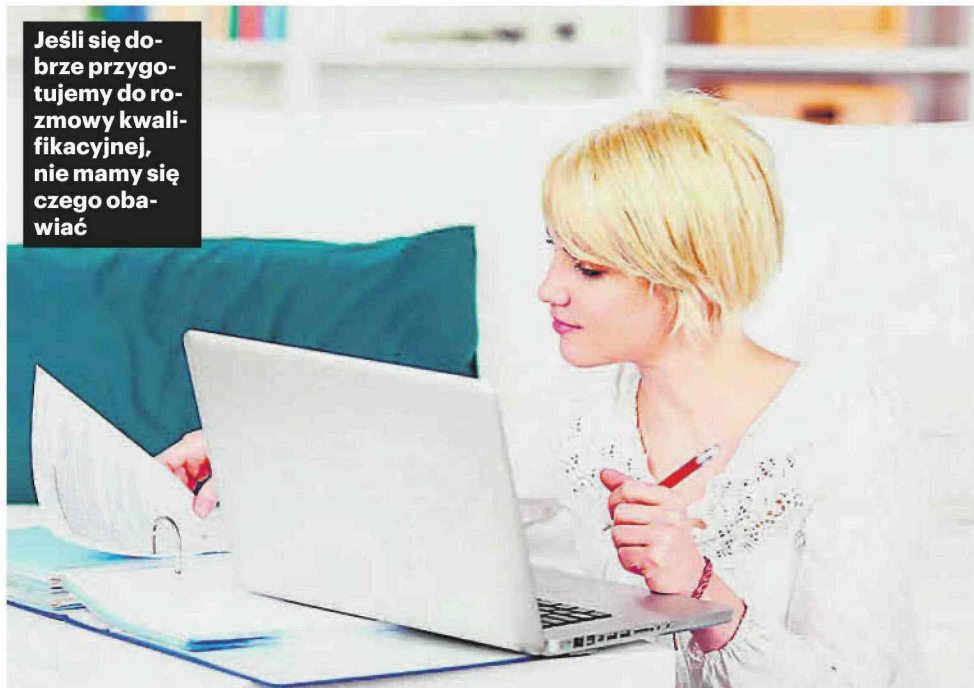 Jeśli się do-
brze przygo-
tujemy do ro-
zmowy kwali-
fikacyjnej,
nie mamy się
czego oba-
wiać